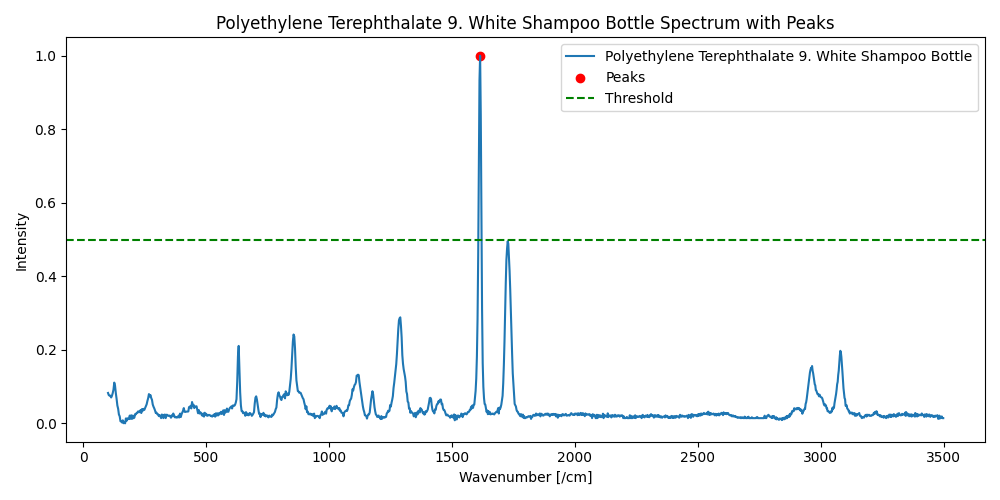 Polyethylene Terephthalate 9. White Shampoo Bottle Spectrum with Peaks
Polyethylene Terephthalate 9. White Shampoo Bottle
Peaks
Threshold
Intensity
1.0
0.8
0.6
0.4
0.2
0.0
0
500
1000
1500
2000
2500
3000
3500
Wavenumber [/cm]